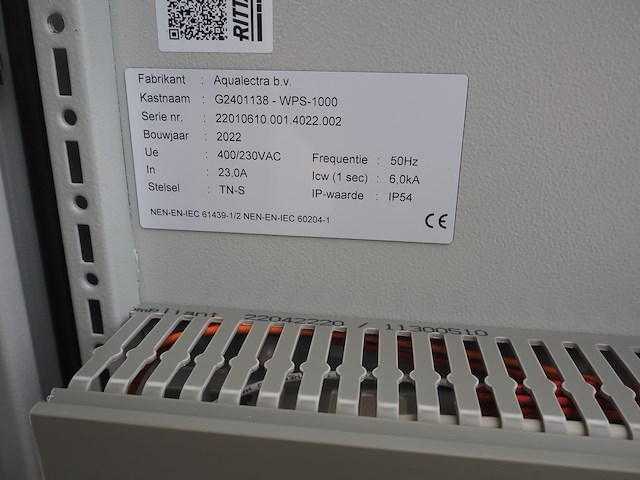 Fabrikant : Aqualectra b.v.
Kastnaam : G2401138 - WPS-1000
Serie nr. : 22010610.001.4022.002
Bouwjaar : 2022
Ue : 400/230VAC Frequentie : 50Hz
In : 23,0A Icw (1 sec) : 6,0kA
Stelsel : TN-S IP-waarde : IP54
NEN-EN-IEC 61439-1/2 NEN-EN-IEC 60204-1 CE
22042220 / 11300510